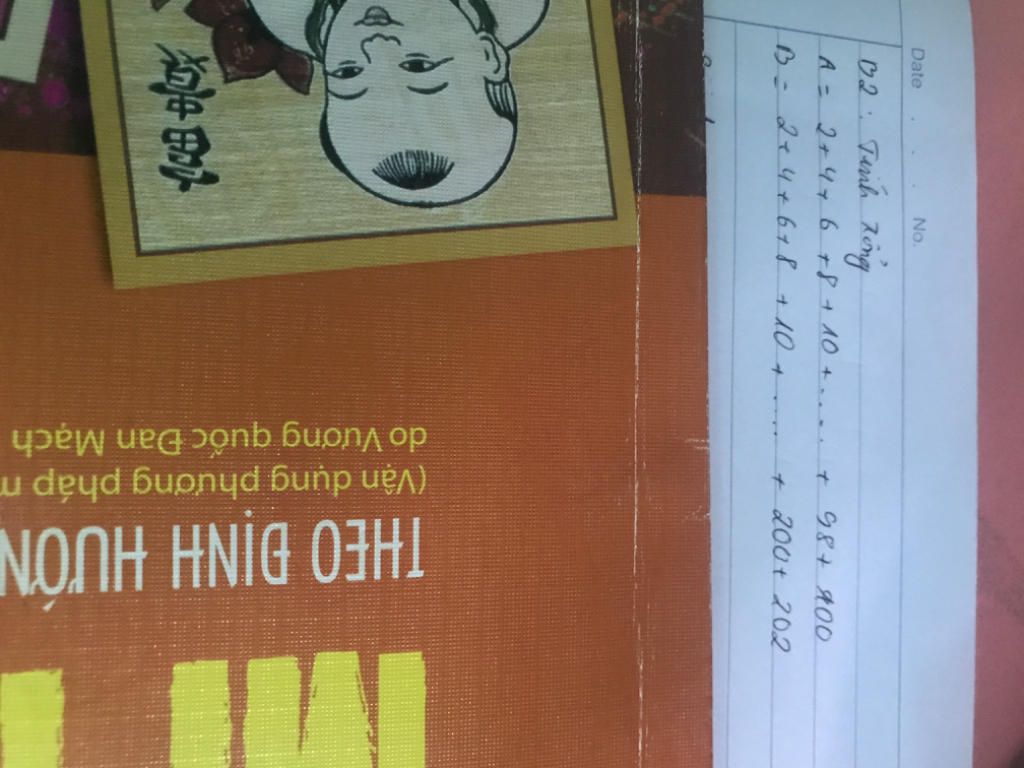 Date . . . No.
B2: Tính tổng
A = 2 + 4 + 6 + 8 + 10 + ..... + 98 + 100
B = 2 + 4 + 6 + 8 + 10 + ..... + 200 + 202
THEO ĐỊNH HƯỚN
(Vận dụng phương pháp m
do Vương quốc Đan Mạch